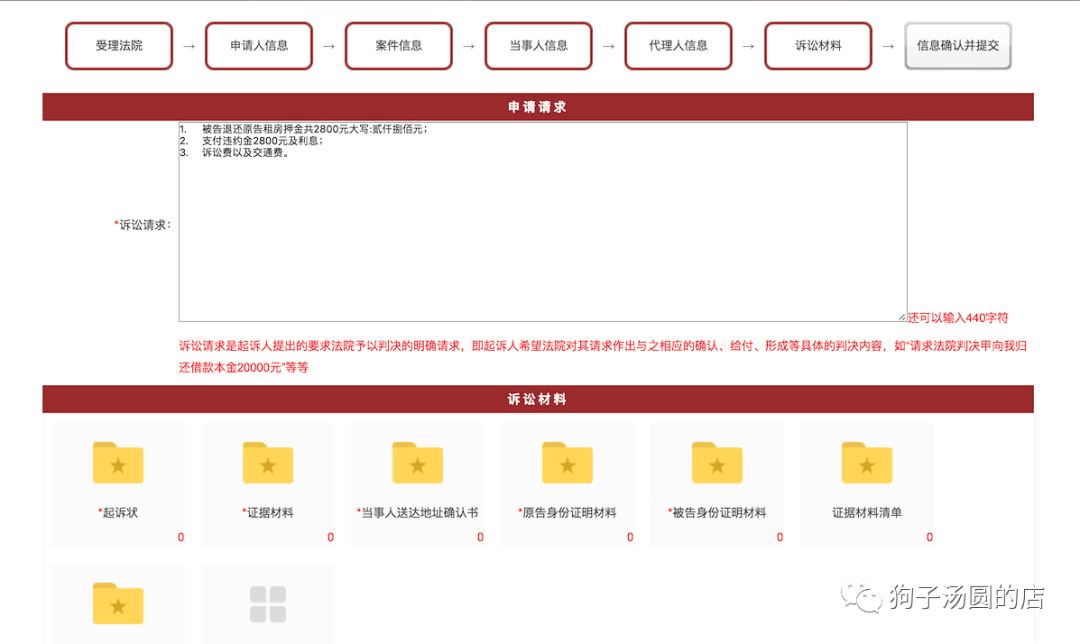 受理法院 → 申请人信息 → 案件信息 → 当事人信息 → 代理人信息 → 诉讼材料 → 信息确认并提交
申请请求
1. 被告退还原告租房押金共2800元大写:贰仟捌佰元;
2. 支付违约金2800元及利息;
3. 诉讼费以及交通费。
*诉讼请求:
还可以输入440字符
诉讼请求是起诉人提出的要求法院予以判决的明确请求，即起诉人希望法院对其请求作出与之相应的确认、给付、形成等具体的判决内容，如“请求法院判决甲向我归
还借款本金20000元”等等
诉讼材料
*起诉状 *证据材料 *当事人送达地址确认书 *原告身份证明材料 *被告身份证明材料 证据材料清单
0 0 0 0 0 0
狗子汤圆的店